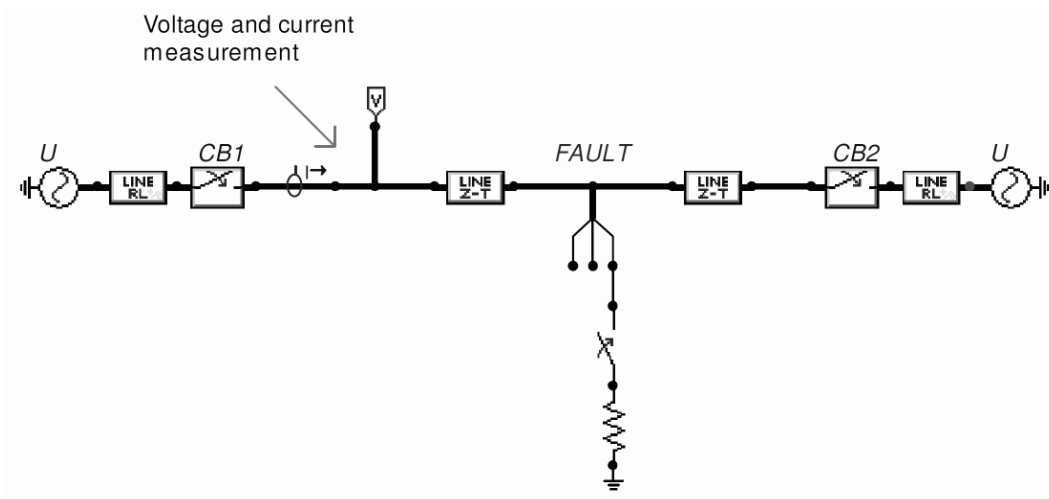 Voltage and current
measurement
V
U
CB1
I
FAULT
CB2
U
LINE
RL
LINE
Z-T
LINE
Z-T
LINE
RL